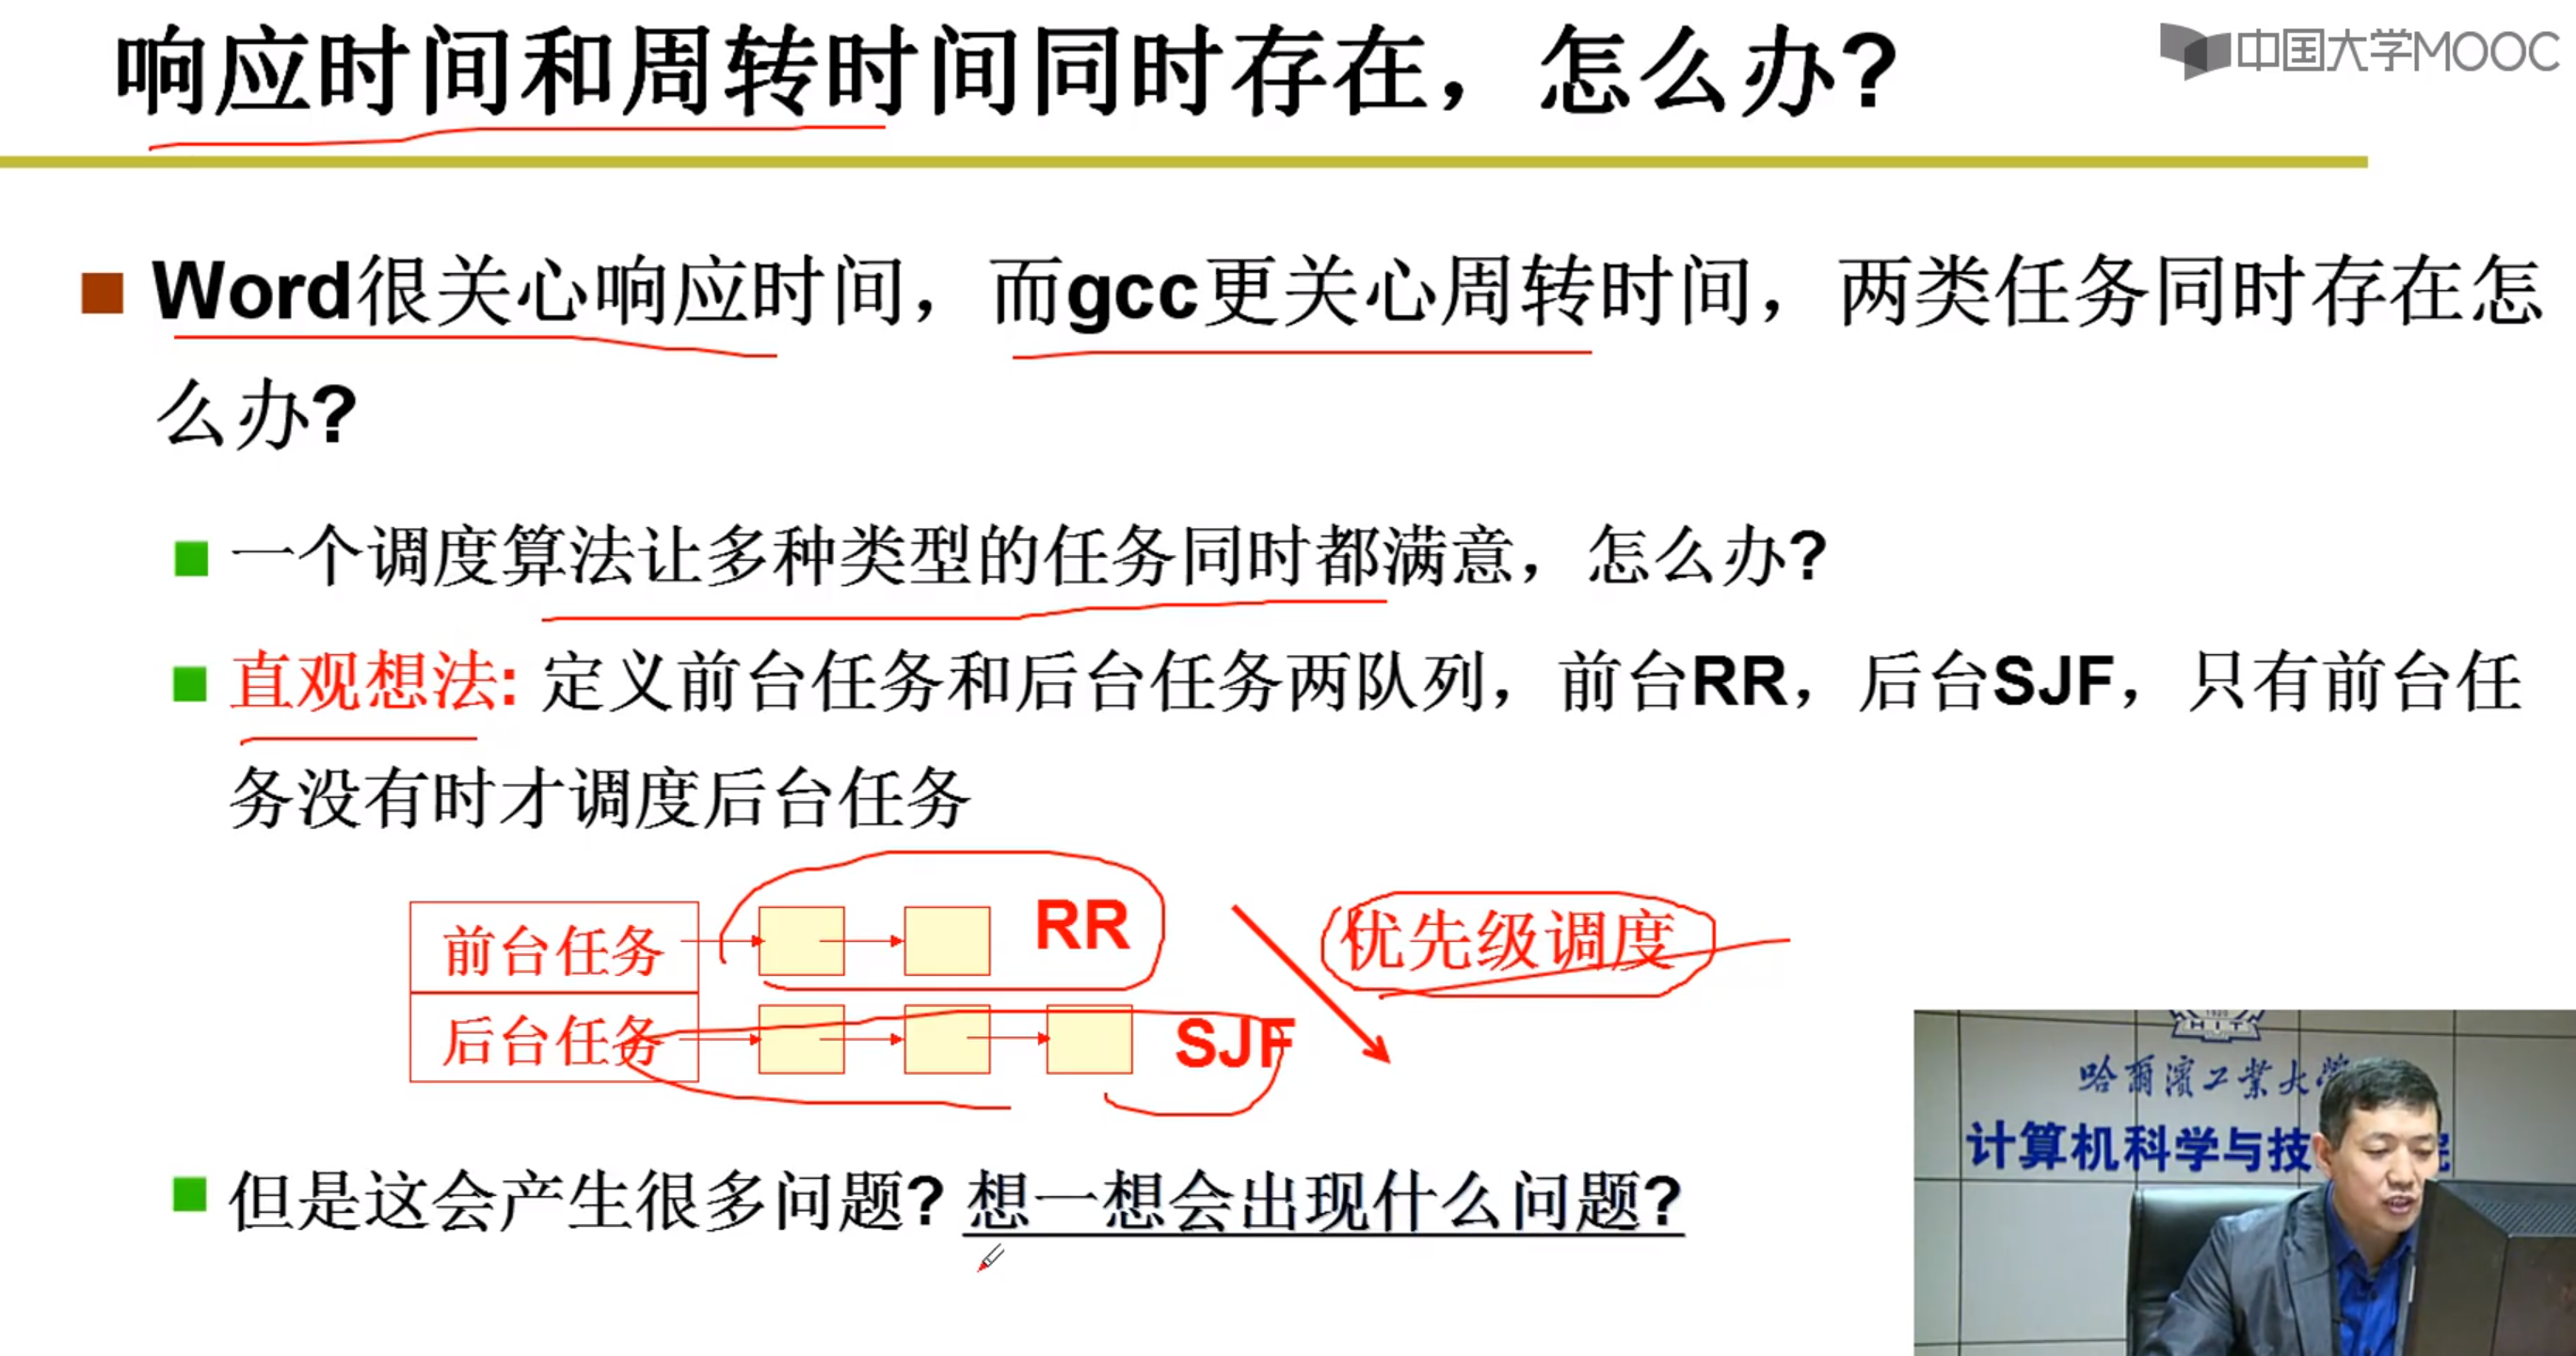 响应时间和周转时间同时存在，怎么办?
中国大学MOOC
Word很关心响应时间，而gcc更关心周转时间，两类任务同时存在怎
么办?
一个调度算法让多种类型的任务同时都满意，怎么办?
直观想法: 定义前台任务和后台任务两队列，前台RR，后台SJF，只有前台任
务没有时才调度后台任务
前台任务 RR
优先级调度
后台任务 SJF
但是这会产生很多问题? 想一想会出现什么问题?
1920
HIT
哈爾濱工業大學
计算机科学与技